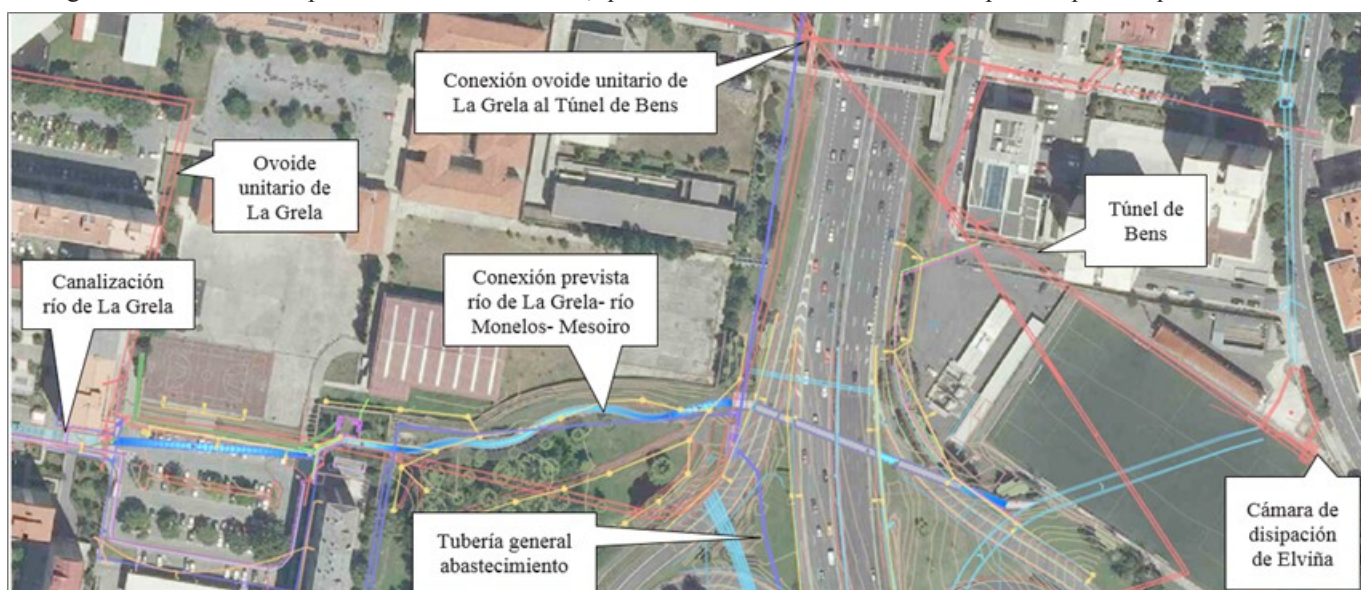 Conexión ovoide unitario de
La Grela al Túnel de Bens
Ovoide
unitario de
La Grela
Túnel de
Bens
Canalización
río de La Grela
Conexión prevista
río de La Grela- río
Monelos- Mesoiro
Tubería general
abastecimiento
Cámara de
disipación
de Elviña